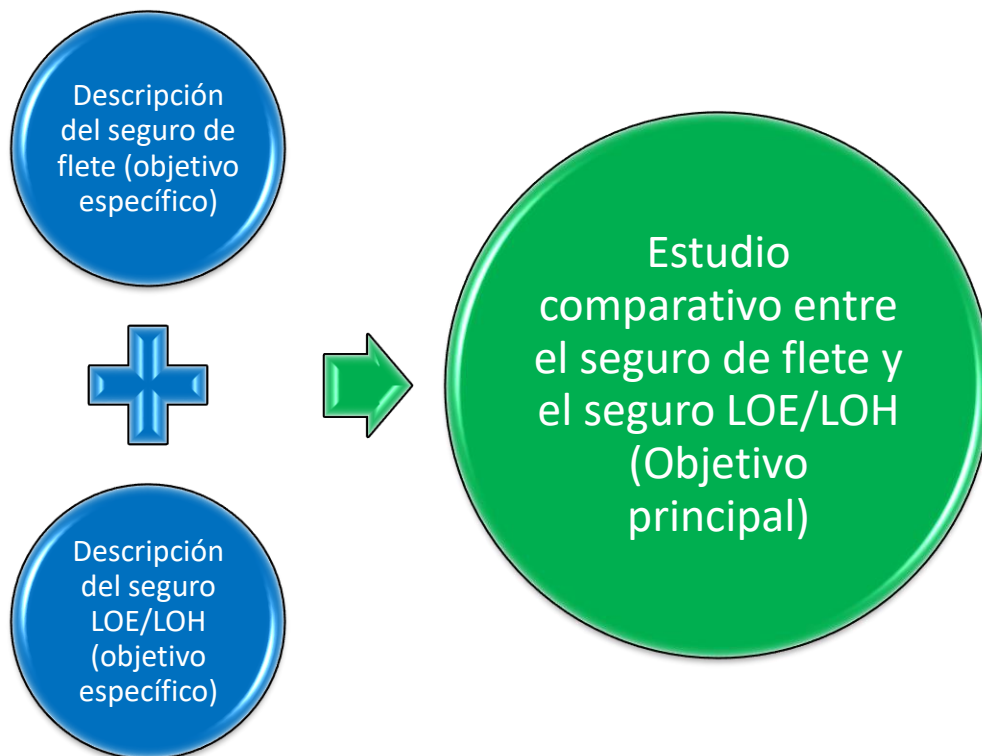 Descripción
del seguro de
flete (objetivo
específico)
Descripción
del seguro
LOE/LOH
(objetivo
específico)
Estudio
comparativo entre
el seguro de flete y
el seguro LOE/LOH
(Objetivo
principal)